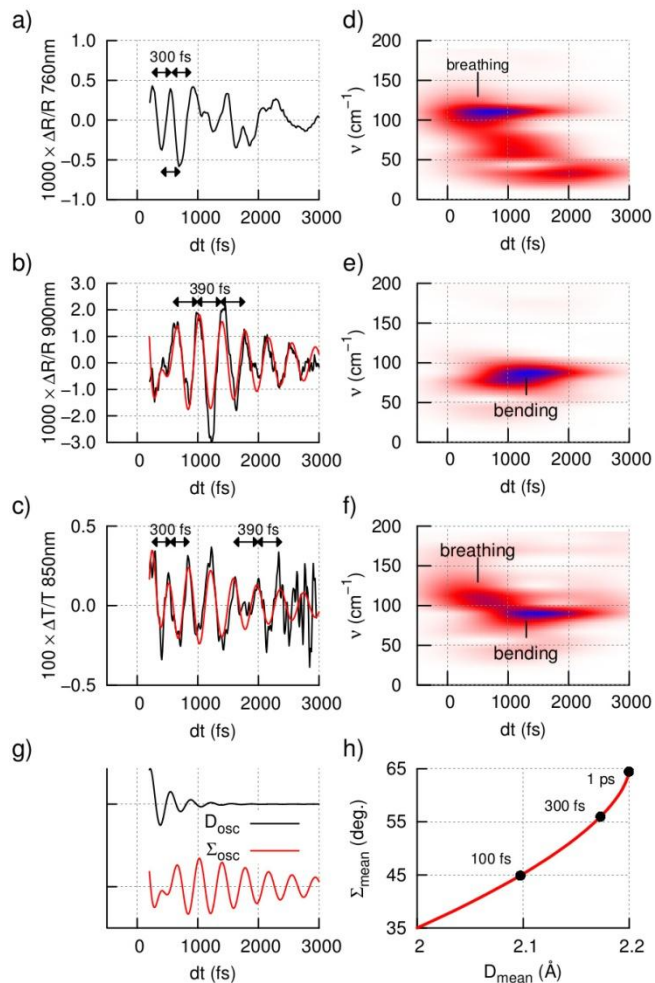 a)
1000 × ΔR/R 760nm
1.0
0.5
0.0
−0.5
−1.0
300 fs
0
1000
2000
3000
dt (fs)
d)
ν (cm⁻¹)
200
150
100
50
0
breathing
0
1000
2000
3000
dt (fs)
b)
1000 × ΔR/R 900nm
3.0
2.0
1.0
0.0
−1.0
−2.0
−3.0
390 fs
0
1000
2000
3000
dt (fs)
e)
ν (cm⁻¹)
200
150
100
50
0
bending
0
1000
2000
3000
dt (fs)
c)
100 × ΔT/T 850nm
0.5
0.0
−0.5
300 fs
390 fs
0
1000
2000
3000
dt (fs)
f)
ν (cm⁻¹)
200
150
100
50
0
breathing
bending
0
1000
2000
3000
dt (fs)
g)
Dosc
Σosc
0
1000
2000
3000
dt (fs)
h)
Σmean (deg.)
65
55
45
35
1 ps
300 fs
100 fs
2
2.1
2.2
Dmean (Å)